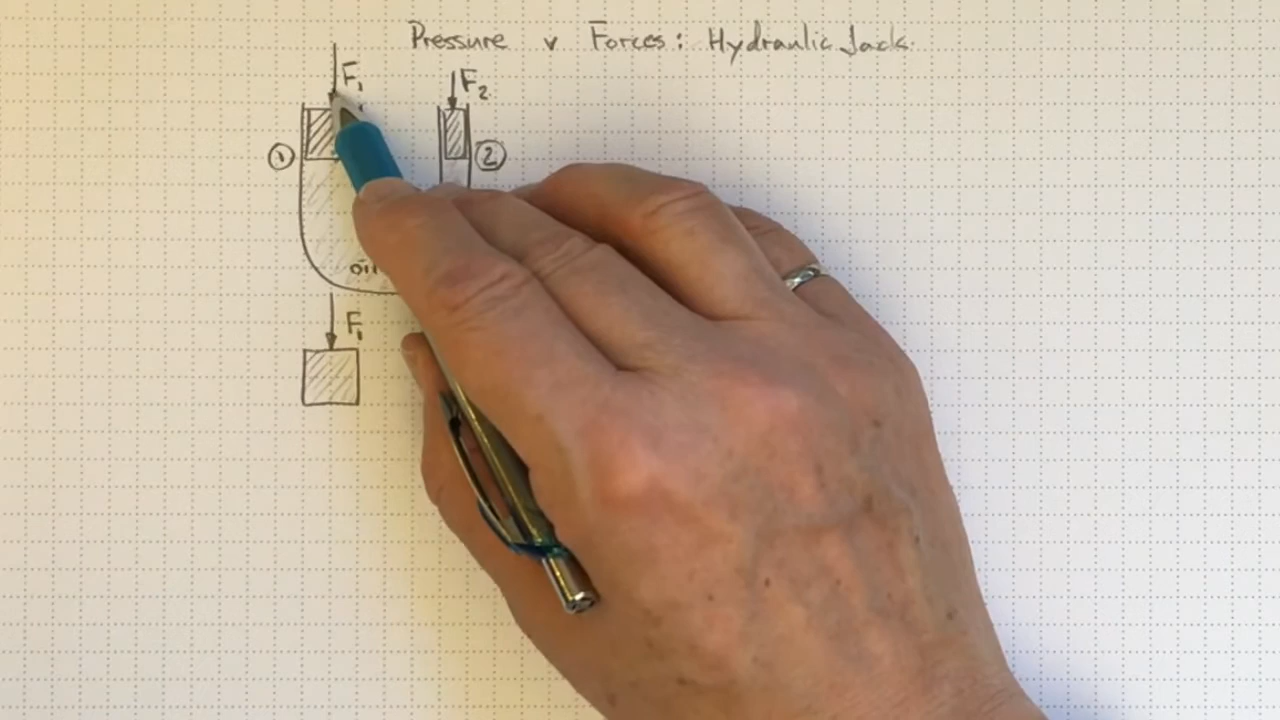 Pressure v Forces: Hydraulic Jack.
F₁ F₂
① ②
oil
F₁